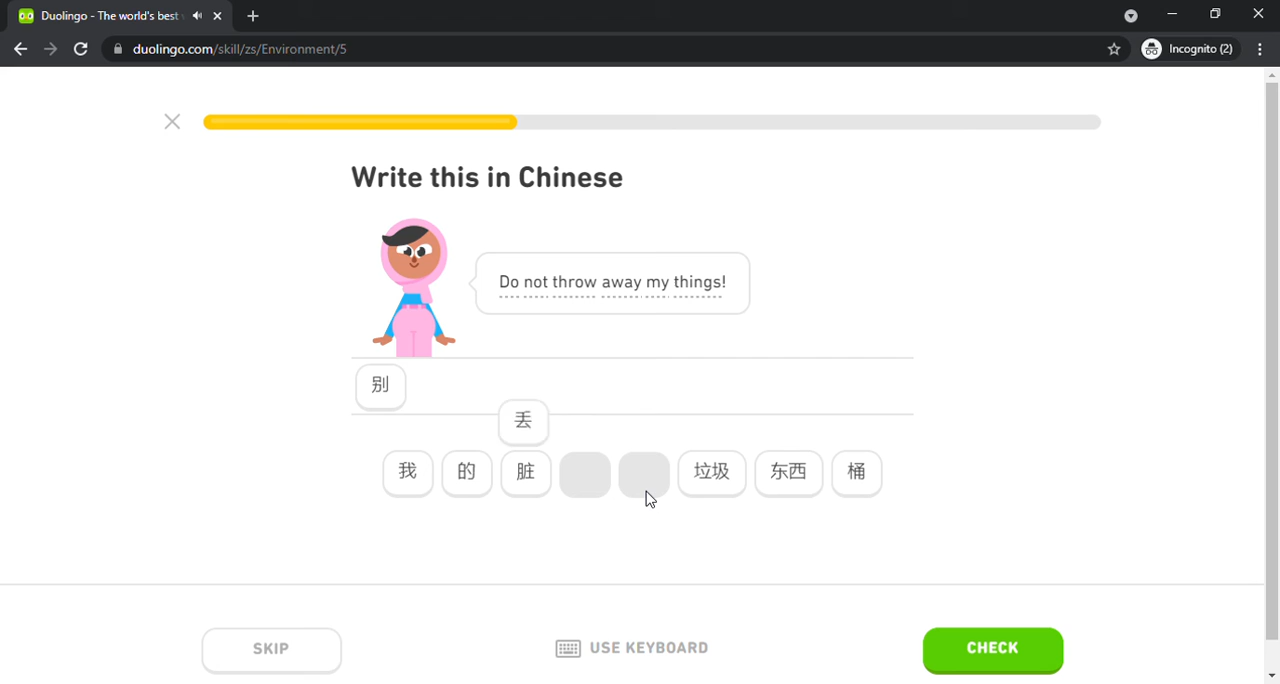 Duolingo - The world's best
duolingo.com/skill/zs/Environment/5
Incognito (2)
Write this in Chinese
Do not throw away my things!
别
丢
我 的 脏 垃圾 东西 桶
SKIP
USE KEYBOARD
CHECK